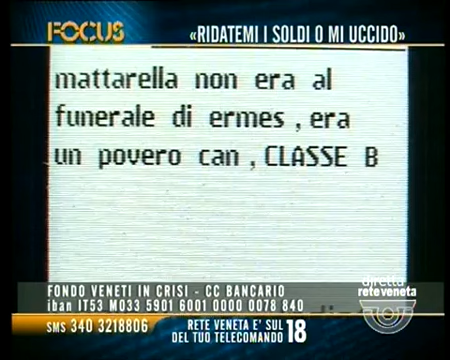 FOCUS
«RIDATEMI I SOLDI O MI UCCIDO»
mattarella non era al
funerale di ermes , era
un povero can , CLASSE B
FONDO VENETI IN CRISI - CC BANCARIO
iban IT53 M033 5901 6001 0000 0078 840
diretta
reteveneta
SMS 340 3218806
RETE VENETA E' SUL
DEL TUO TELECOMANDO
18